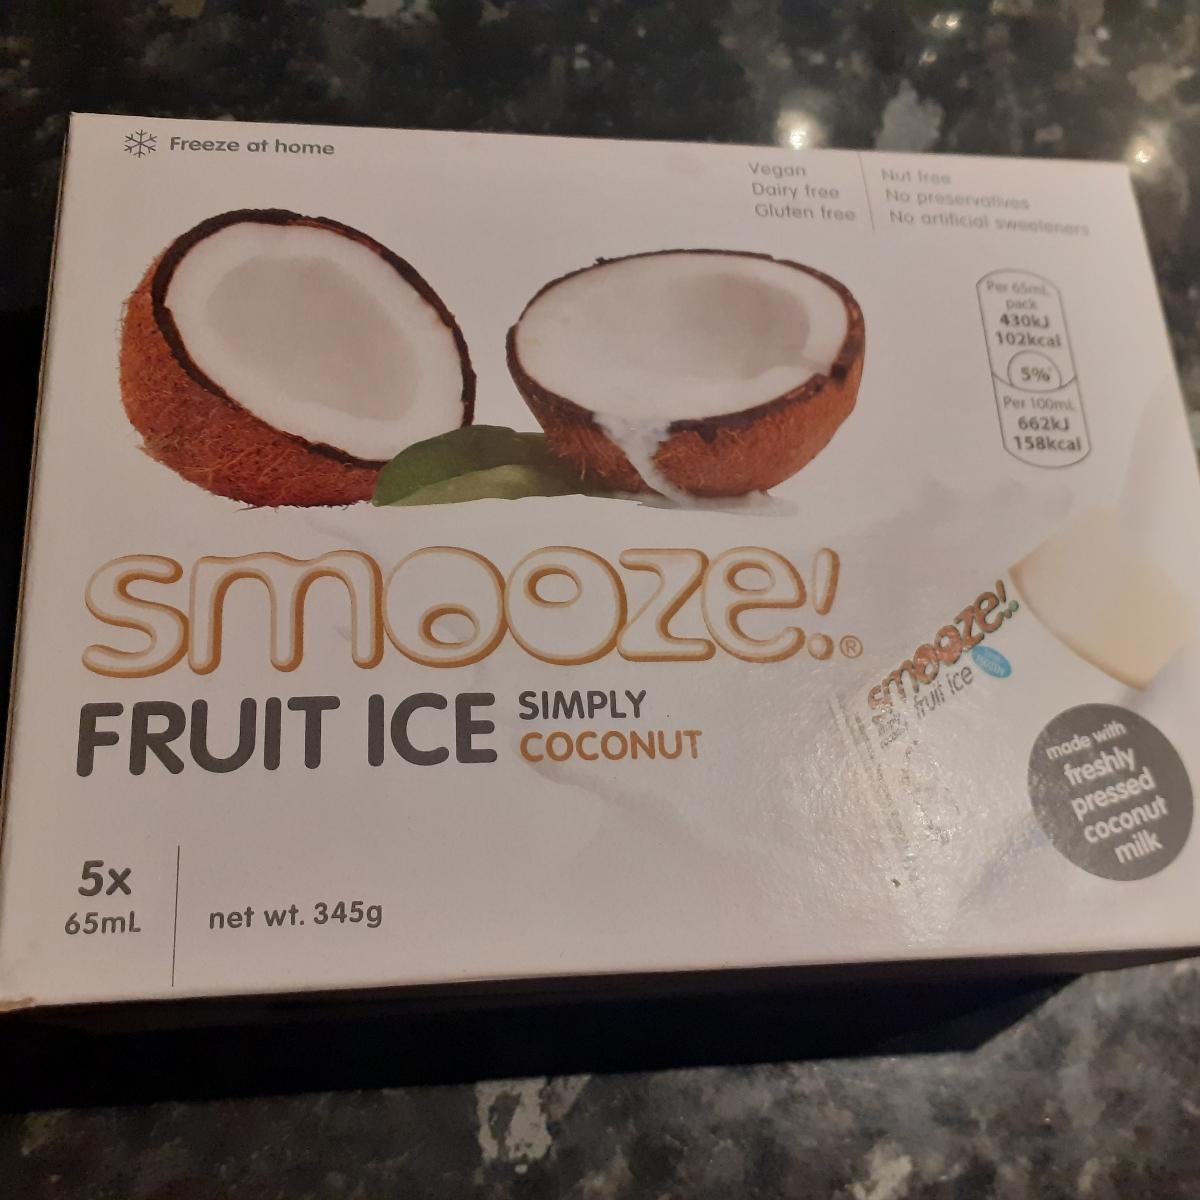 Freeze at home
Vegan
Dairy free
Gluten free
Nut free
No preservatives
No artificial sweeteners
Per 65mL
pack
430kJ
102kcal
5%
Per 100mL
662kJ
158kcal
smooze!®
FRUIT ICE
SIMPLY
COCONUT
smooze!
fruit ice
made with
freshly
pressed
coconut
milk
5x
65mL
net wt. 345g